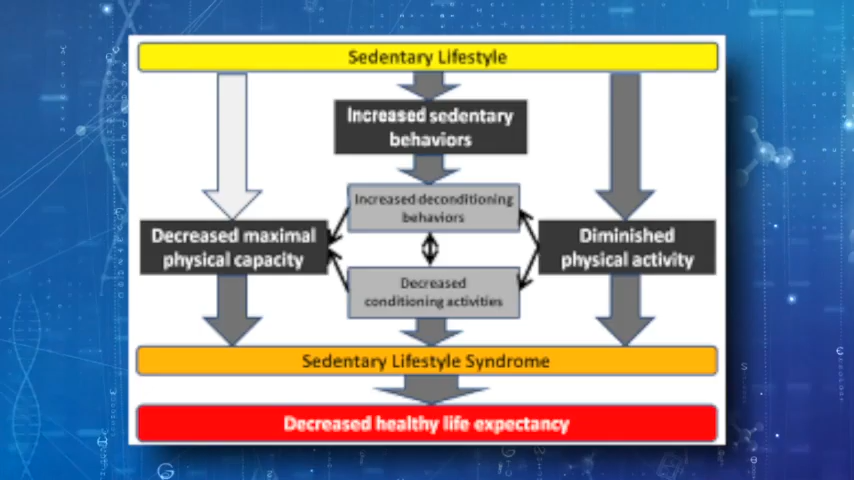 Sedentary Lifestyle
Increased sedentary
behaviors
Increased deconditioning
behaviors
Decreased maximal
physical capacity
Diminished
physical activity
Decreased
conditioning activities
Sedentary Lifestyle Syndrome
Decreased healthy life expectancy